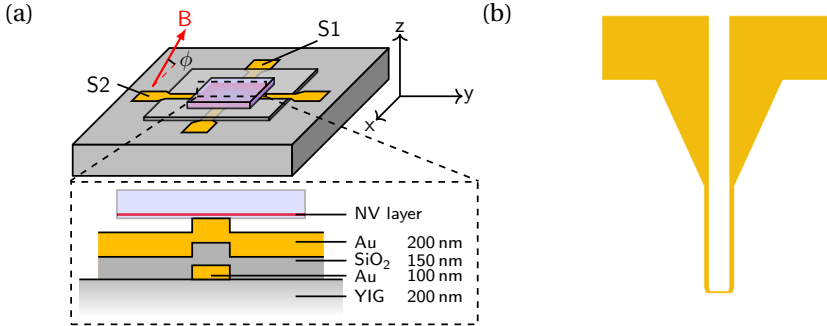 (a)
(b)
B
ϕ
S1
S2
z
y
x
NV layer
Au 200 nm
SiO₂ 150 nm
Au 100 nm
YIG 200 nm